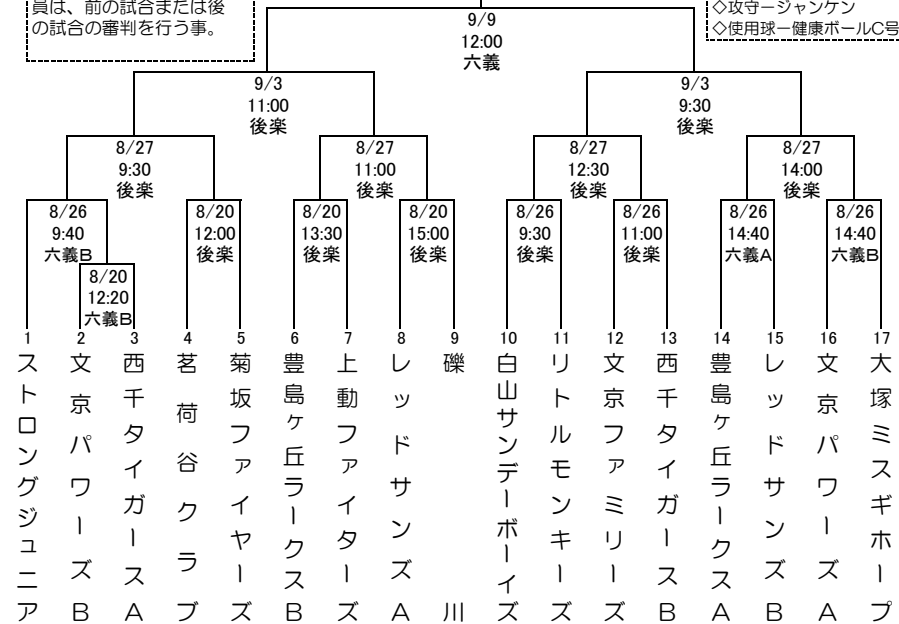 員は、前の試合または後
の試合の審判を行う事。
◇攻守－ジャンケン
◇使用球－健康ボールC号
9/9
12:00
六義
9/3
11:00
後楽
9/3
9:30
後楽
8/27
9:30
後楽
8/27
11:00
後楽
8/27
12:30
後楽
8/27
14:00
後楽
8/26
9:40
六義B
8/20
12:00
後楽
8/20
13:30
後楽
8/20
15:00
後楽
8/26
9:30
後楽
8/26
11:00
後楽
8/26
14:40
六義A
8/26
14:40
六義B
8/20
12:20
六義B
1
ストロングジュニア
2
文京パワーズB
3
西千タイガースA
4
茗荷谷クラブ
5
菊坂ファイヤーズ
6
豊島ヶ丘ラークスB
7
上動ファイターズ
8
レッドサンズA
9
礫川
10
白山サンデーボーイズ
11
リトルモンキーズ
12
文京ファミリーズ
13
西千タイガースB
14
豊島ヶ丘ラークスA
15
レッドサンズB
16
文京パワーズA
17
大塚ミスギホープ